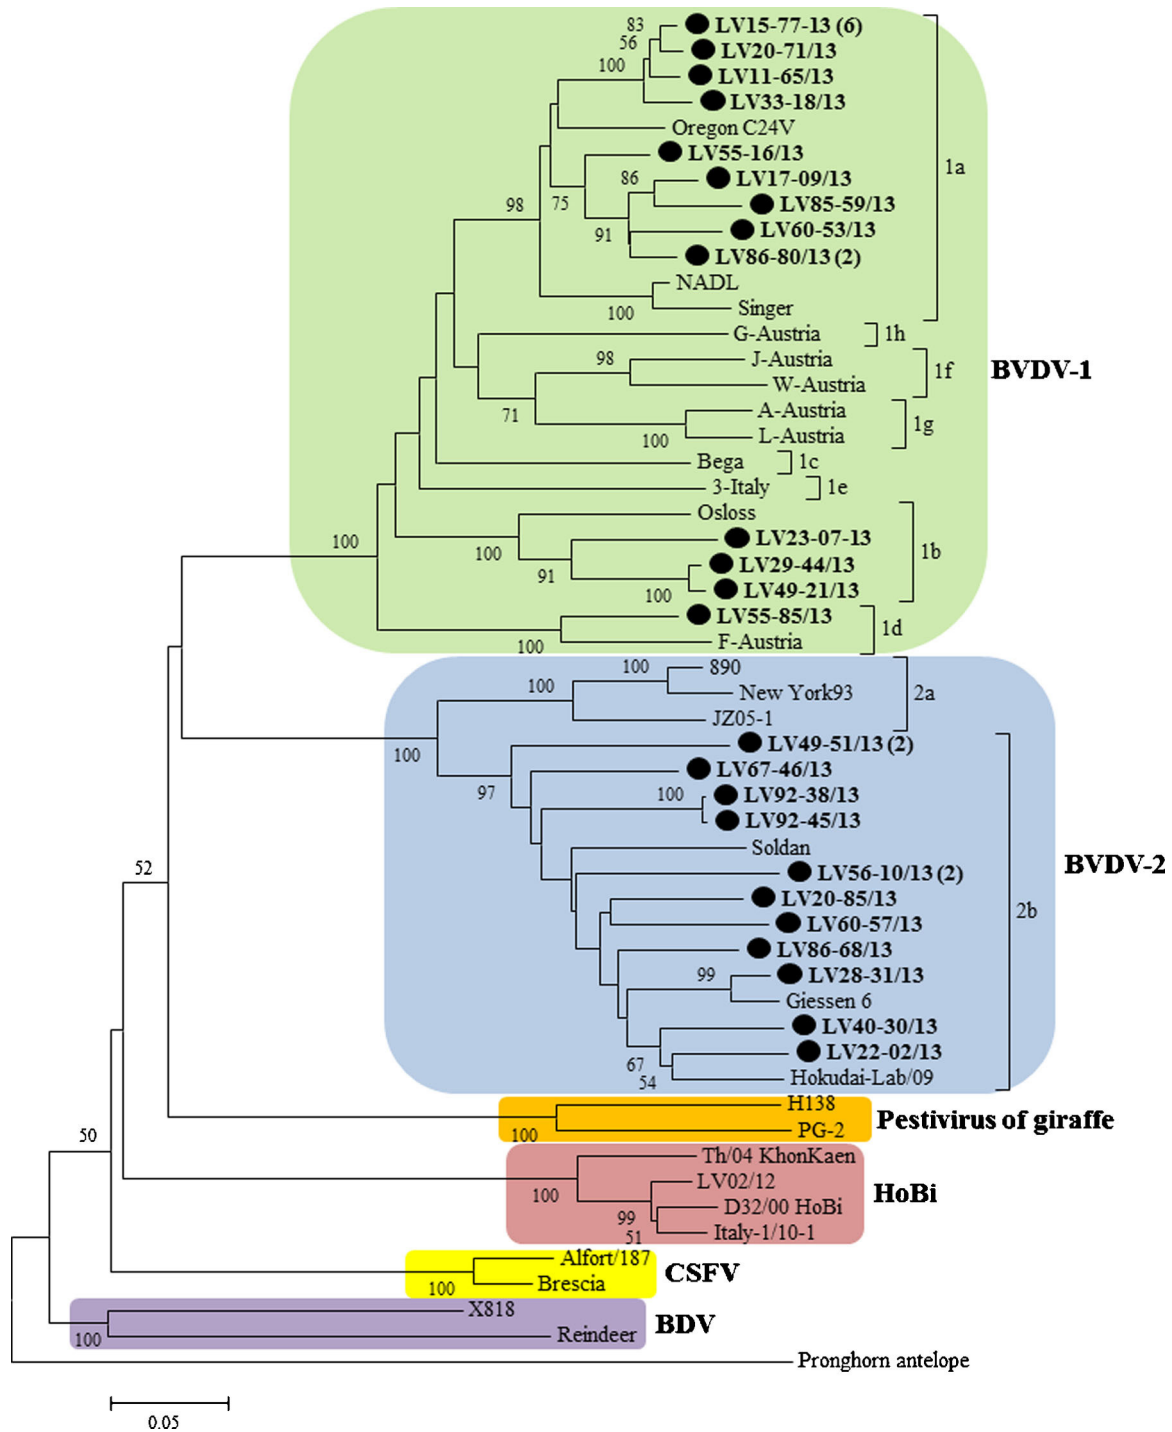 83
LV15-77-13 (6)
56
LV20-71/13
100
LV11-65/13
LV33-18/13
Oregon C24V
LV55-16/13
1a
86
LV17-09/13
75
98
LV85-59/13
91
LV60-53/13
LV86-80/13 (2)
NADL
100
Singer
G-Austria
1h
98
J-Austria
1f
BVDV-1
W-Austria
71
A-Austria
1g
100
L-Austria
Bega
1c
3-Italy
1e
Osloss
100
LV23-07-13
100
1b
91
LV29-44/13
100
LV49-21/13
LV55-85/13
1d
100
F-Austria
100
890
100
New York93
2a
JZ05-1
100
LV49-51/13 (2)
97
LV67-46/13
100
LV92-38/13
LV92-45/13
Soldan
BVDV-2
52
LV56-10/13 (2)
LV20-85/13
2b
LV60-57/13
LV86-68/13
99
LV28-31/13
Giessen 6
LV40-30/13
67
LV22-02/13
54
Hokudai-Lab/09
H138
Pestivirus of giraffe
100
PG-2
50
Th/04 KhonKaen
LV02/12
HoBi
100
D32/00 HoBi
99
51
Italy-1/10-1
Alfort/187
CSFV
100
Brescia
X818
BDV
100
Reindeer
Pronghorn antelope
0.05